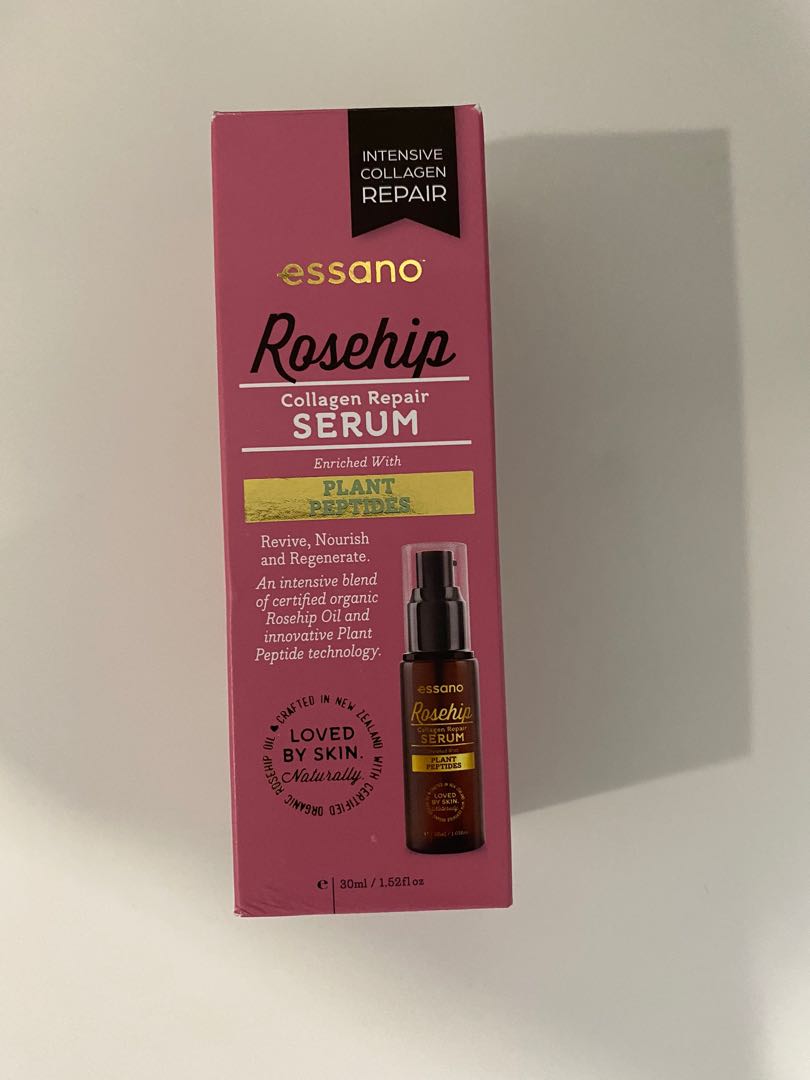 INTENSIVE
COLLAGEN
REPAIR
essano
Rosehip
Collagen Repair
SERUM
Enriched With
PLANT
PEPTIDES
Revive, Nourish
and Regenerate.
An intensive blend
of certified organic
Rosehip Oil and
innovative Plant
Peptide technology.
CRAFTED IN NEW ZEALAND WITH CERTIFIED ORGANIC ROSEHIP OIL
LOVED
BY SKIN.
Naturally.
e 30ml / 1.52fl oz
essano
Rosehip
Collagen Repair
SERUM
Enriched With
PLANT
PEPTIDES
LOVED
BY SKIN.
Naturally